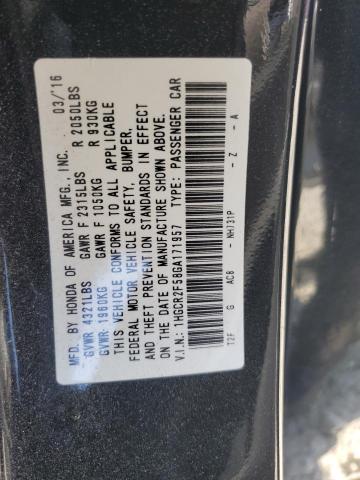 MFD. BY HONDA OF AMERICA MFG., INC. 03/'16
GVWR 4321LBS GAWR F 2315LBS R 2050LBS
GVWR 1960KG GAWR F 1050KG R 930KG
THIS VEHICLE CONFORMS TO ALL APPLICABLE
FEDERAL MOTOR VEHICLE SAFETY, BUMPER,
AND THEFT PREVENTION STANDARDS IN EFFECT
ON THE DATE OF MANUFACTURE SHOWN ABOVE.
V.I.N.: 1HGCR2F58GA171957 TYPE: PASSENGER CAR
T2F G AC8 - NH731P - Z - A